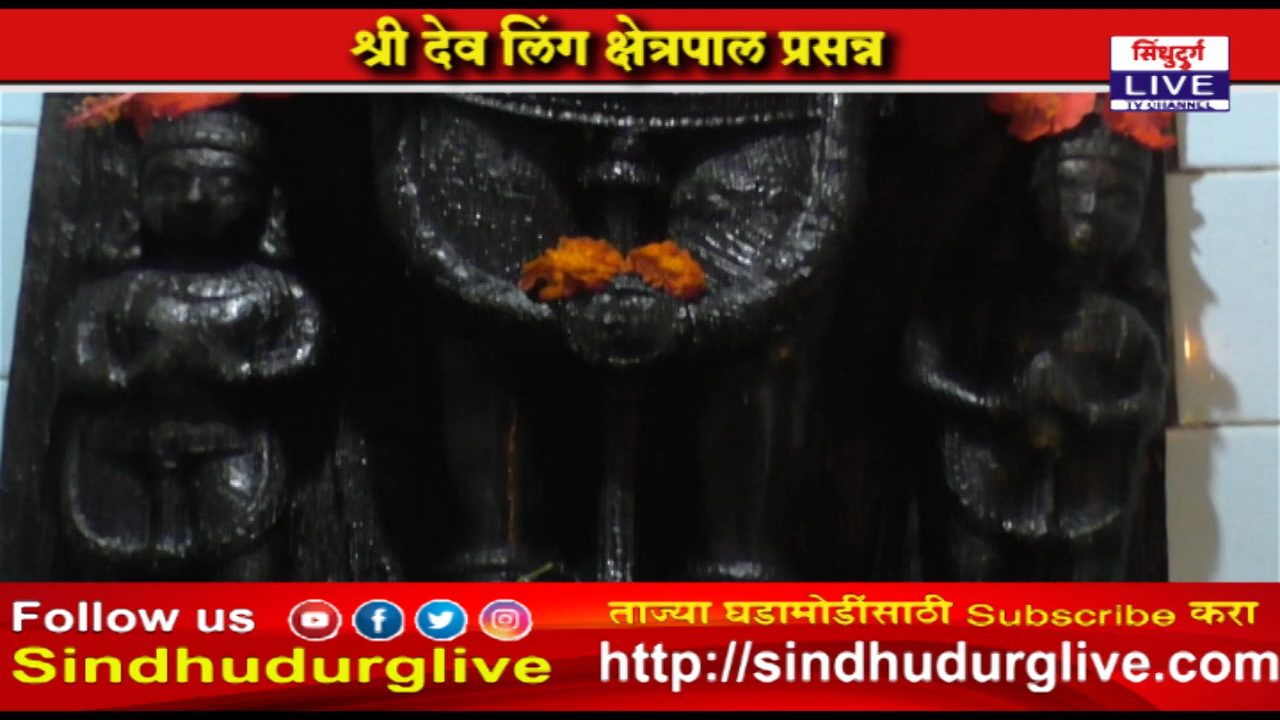 श्री देव लिंग क्षेत्रपाल प्रसन्न
सिंधुदुर्ग
LIVE
TV CHANNEL
Follow us
Sindhudurglive
ताज्या घडामोडींसाठी Subscribe करा
http://sindhudurglive.com